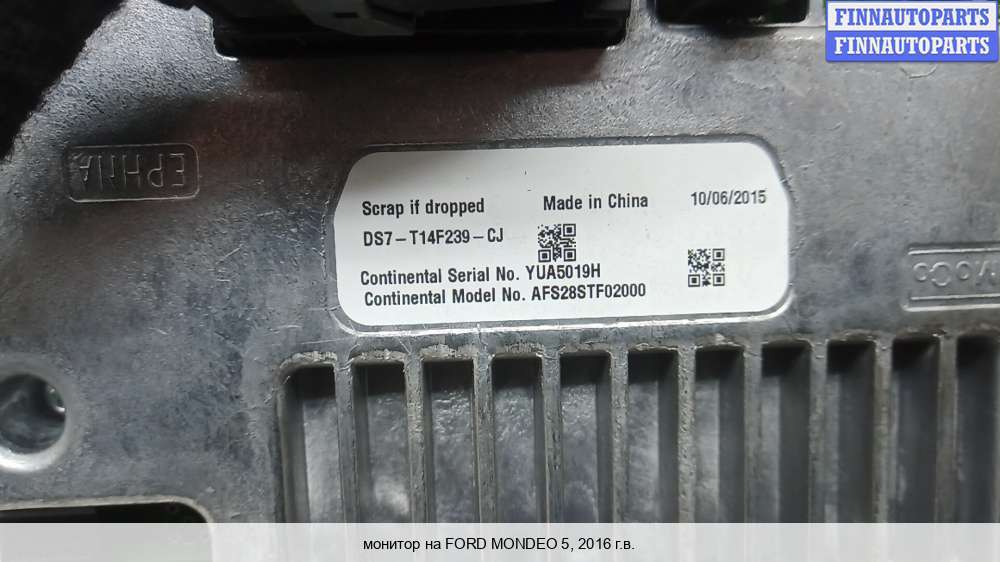 FINNAUTOPARTS
FINNAUTOPARTS
EPHNA
Scrap if dropped Made in China 10/06/2015
DS7-T14F239-CJ
Continental Serial No. YUA5019H
Continental Model No. AFS28STF02000
монитор на FORD MONDEO 5, 2016 г.в.